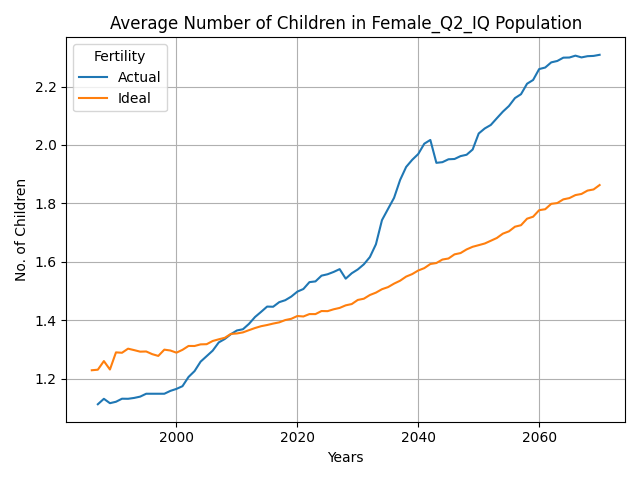 Average Number of Children in Female_Q2_IQ Population
Fertility
Actual
Ideal
No. of Children
2.2
2.0
1.8
1.6
1.4
1.2
2000 2020 2040 2060
Years